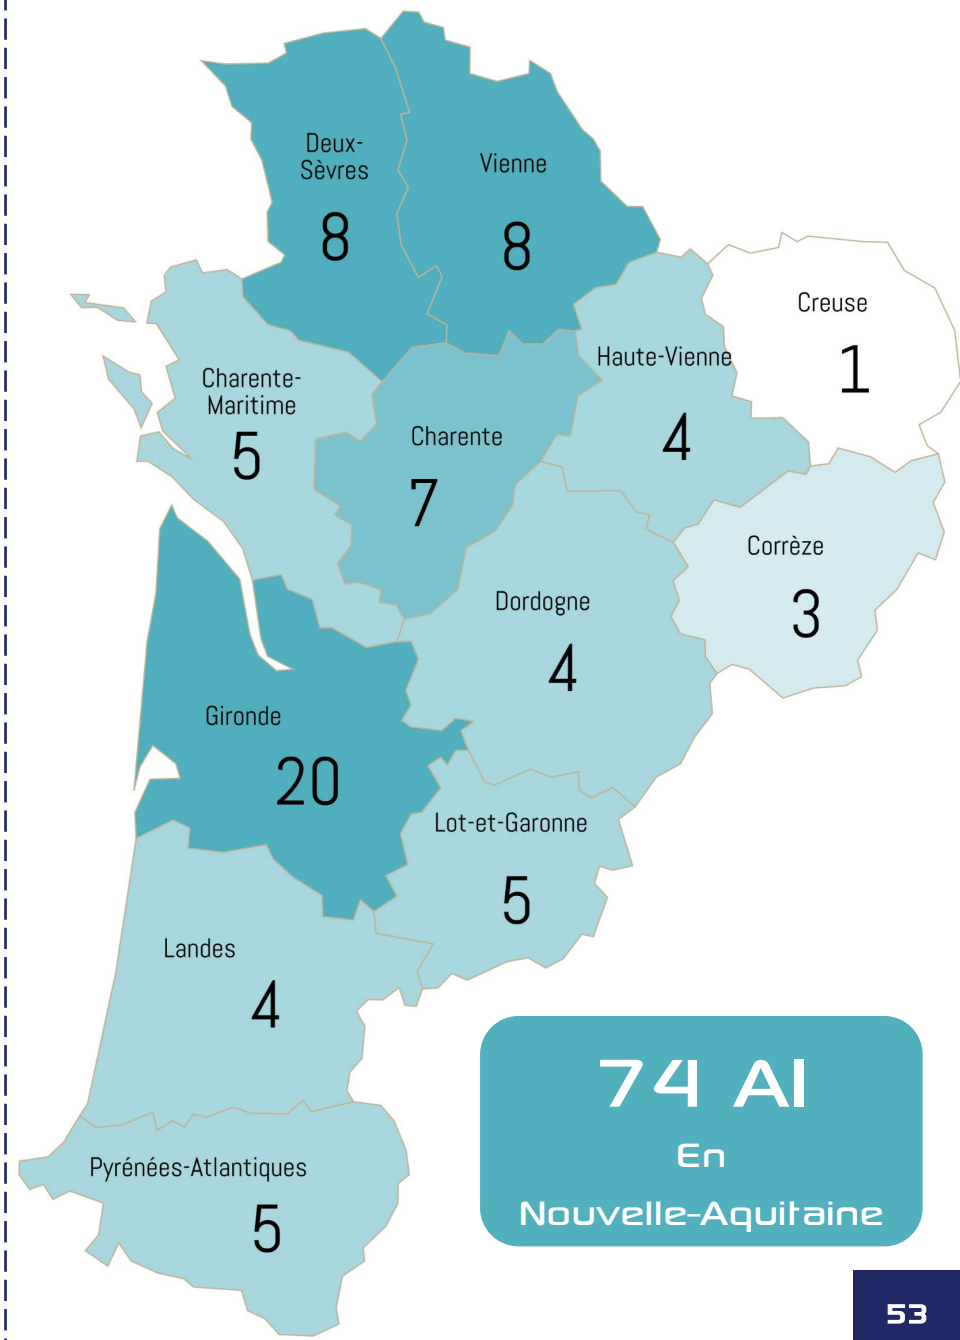 Deux-
Sèvres
8
Vienne
8
Creuse
1
Haute-Vienne
4
Charente-
Maritime
5
Charente
7
Corrèze
3
Dordogne
4
Gironde
20
Lot-et-Garonne
5
Landes
4
Pyrénées-Atlantiques
5
74 AI
En
Nouvelle-Aquitaine
53